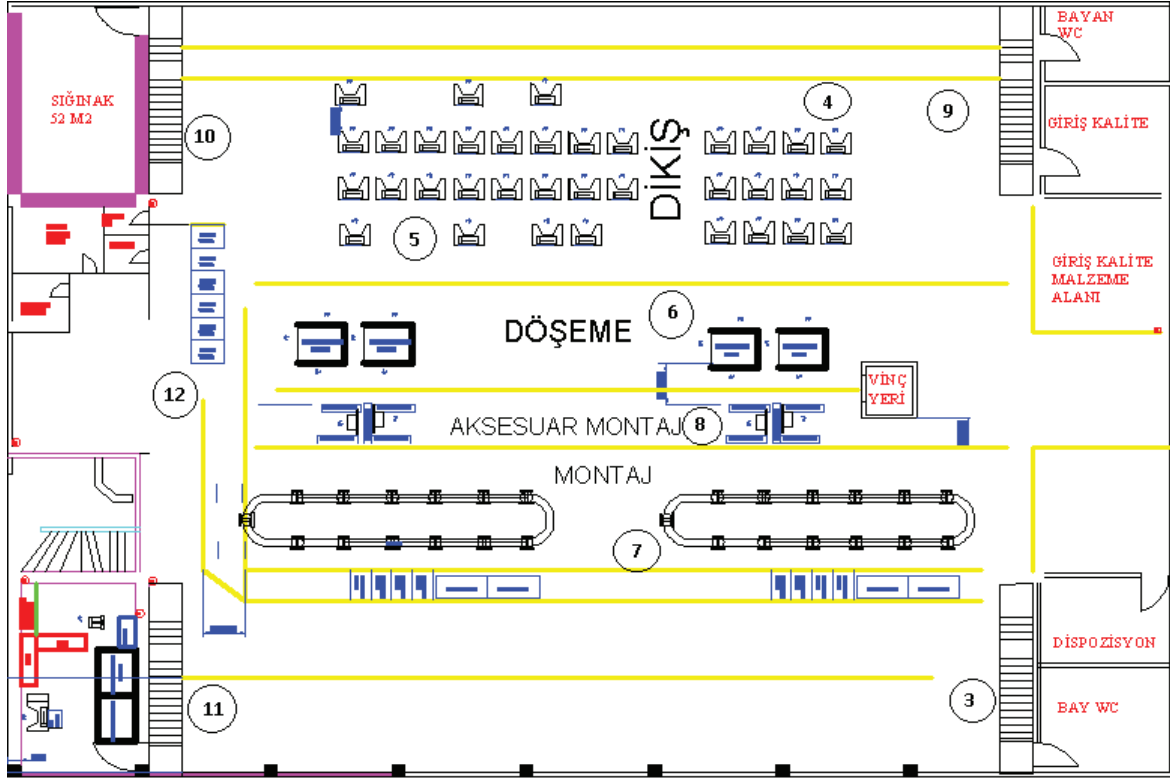 BAYAN
WC
SIĞINAK
52 M2
4
9
GİRİŞ KALİTE
10
DİKİŞ
5
GİRİŞ KALİTE
MALZEME
ALANI
6
DÖŞEME
12
VİNÇ
YERİ
AKSESUAR MONTAJ
8
MONTAJ
7
DİSPOZİSYON
11
3
BAY WC